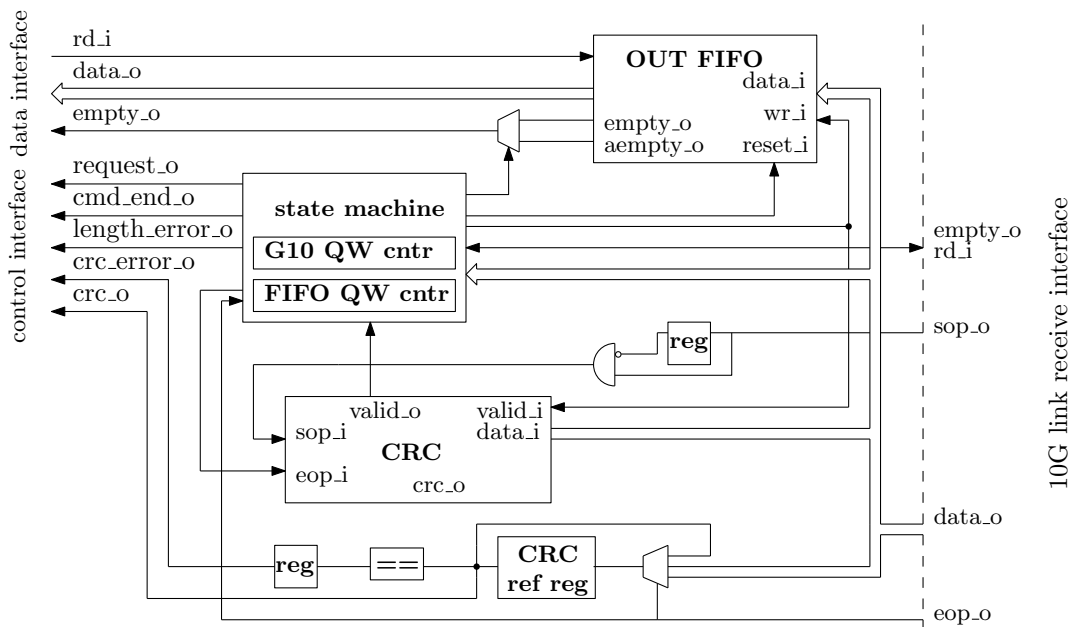 data interface
control interface
rd_i
data_o
empty_o
request_o
cmd_end_o
length_error_o
crc_error_o
crc_o
OUT FIFO
data_i
wr_i
empty_o
aempty_o
reset_i
state machine
G10 QW cntr
FIFO QW cntr
reg
valid_o
valid_i
sop_i
data_i
CRC
eop_i
crc_o
reg
==
CRC
ref reg
empty_o
rd_i
sop_o
data_o
eop_o
10G link receive interface